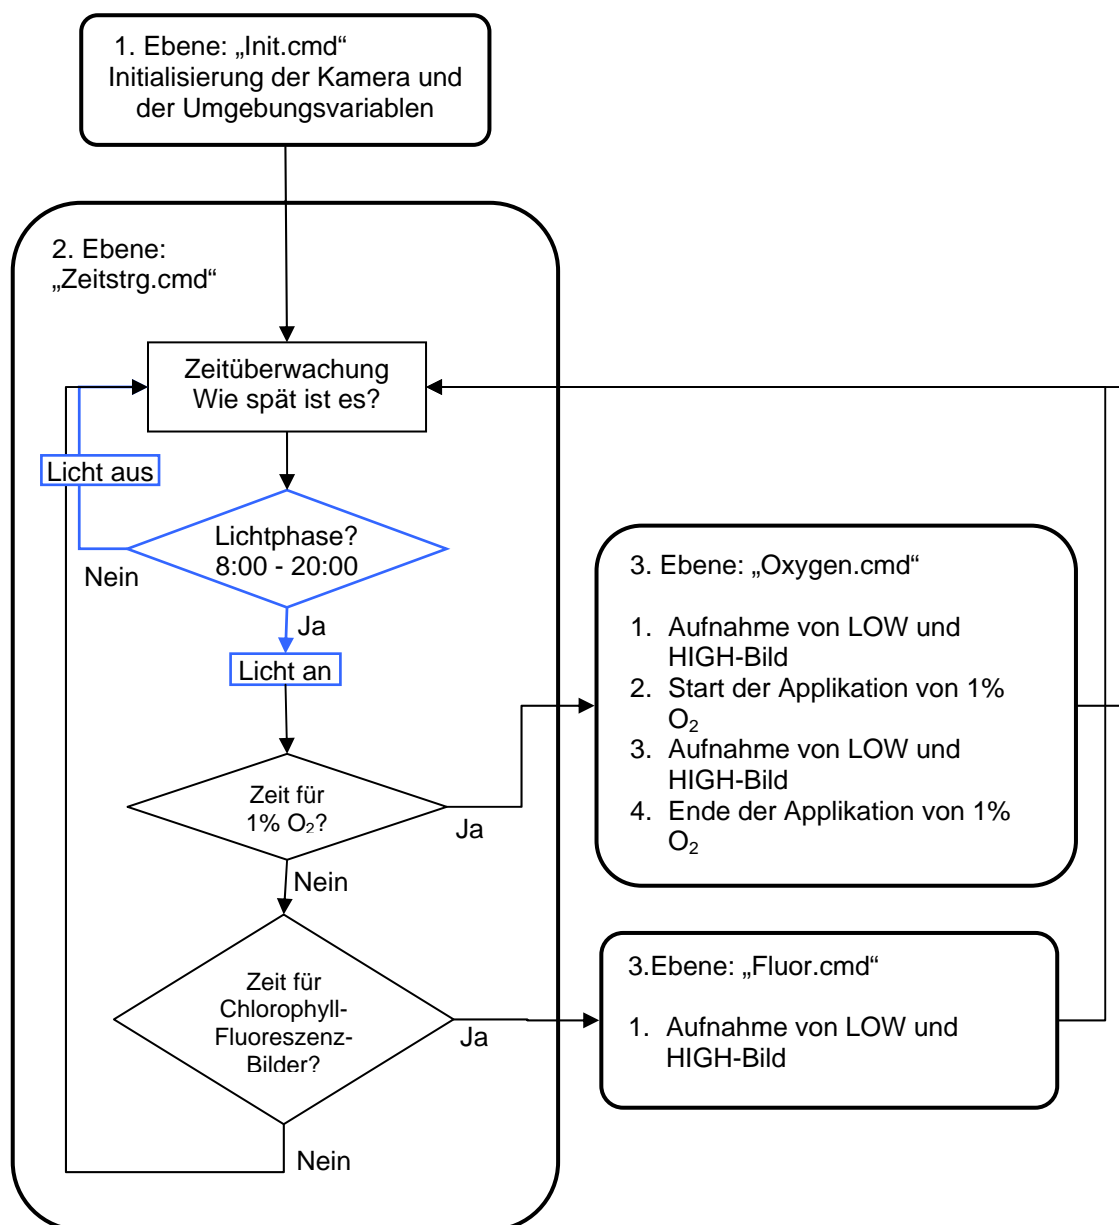 1. Ebene: „Init.cmd“
Initialisierung der Kamera und
der Umgebungsvariablen
2. Ebene:
„Zeitstrg.cmd“
Zeitüberwachung
Wie spät ist es?
Licht aus
Lichtphase?
8:00 - 20:00
Nein
Ja
Licht an
Zeit für
1% O₂?
Ja
Nein
Zeit für
Chlorophyll-
Fluoreszenz-
Bilder?
Ja
Nein
3. Ebene: „Oxygen.cmd“
1. Aufnahme von LOW und
HIGH-Bild
2. Start der Applikation von 1%
O₂
3. Aufnahme von LOW und
HIGH-Bild
4. Ende der Applikation von 1%
O₂
3.Ebene: „Fluor.cmd“
1. Aufnahme von LOW und
HIGH-Bild